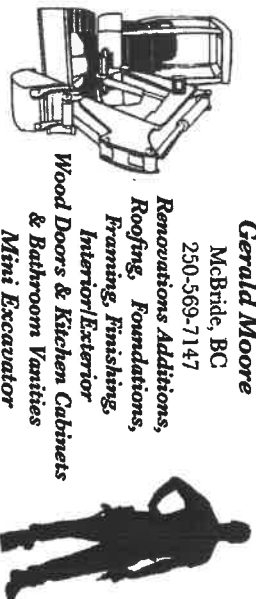 Gerald Moore
McBride, BC
250-569-7147
Renovations Additions,
Roofing, Foundations,
Framing, Finishing,
Interior/Exterior
Wood Doors & Kitchen Cabinets
& Bathroom Vanities
Mini Excavator